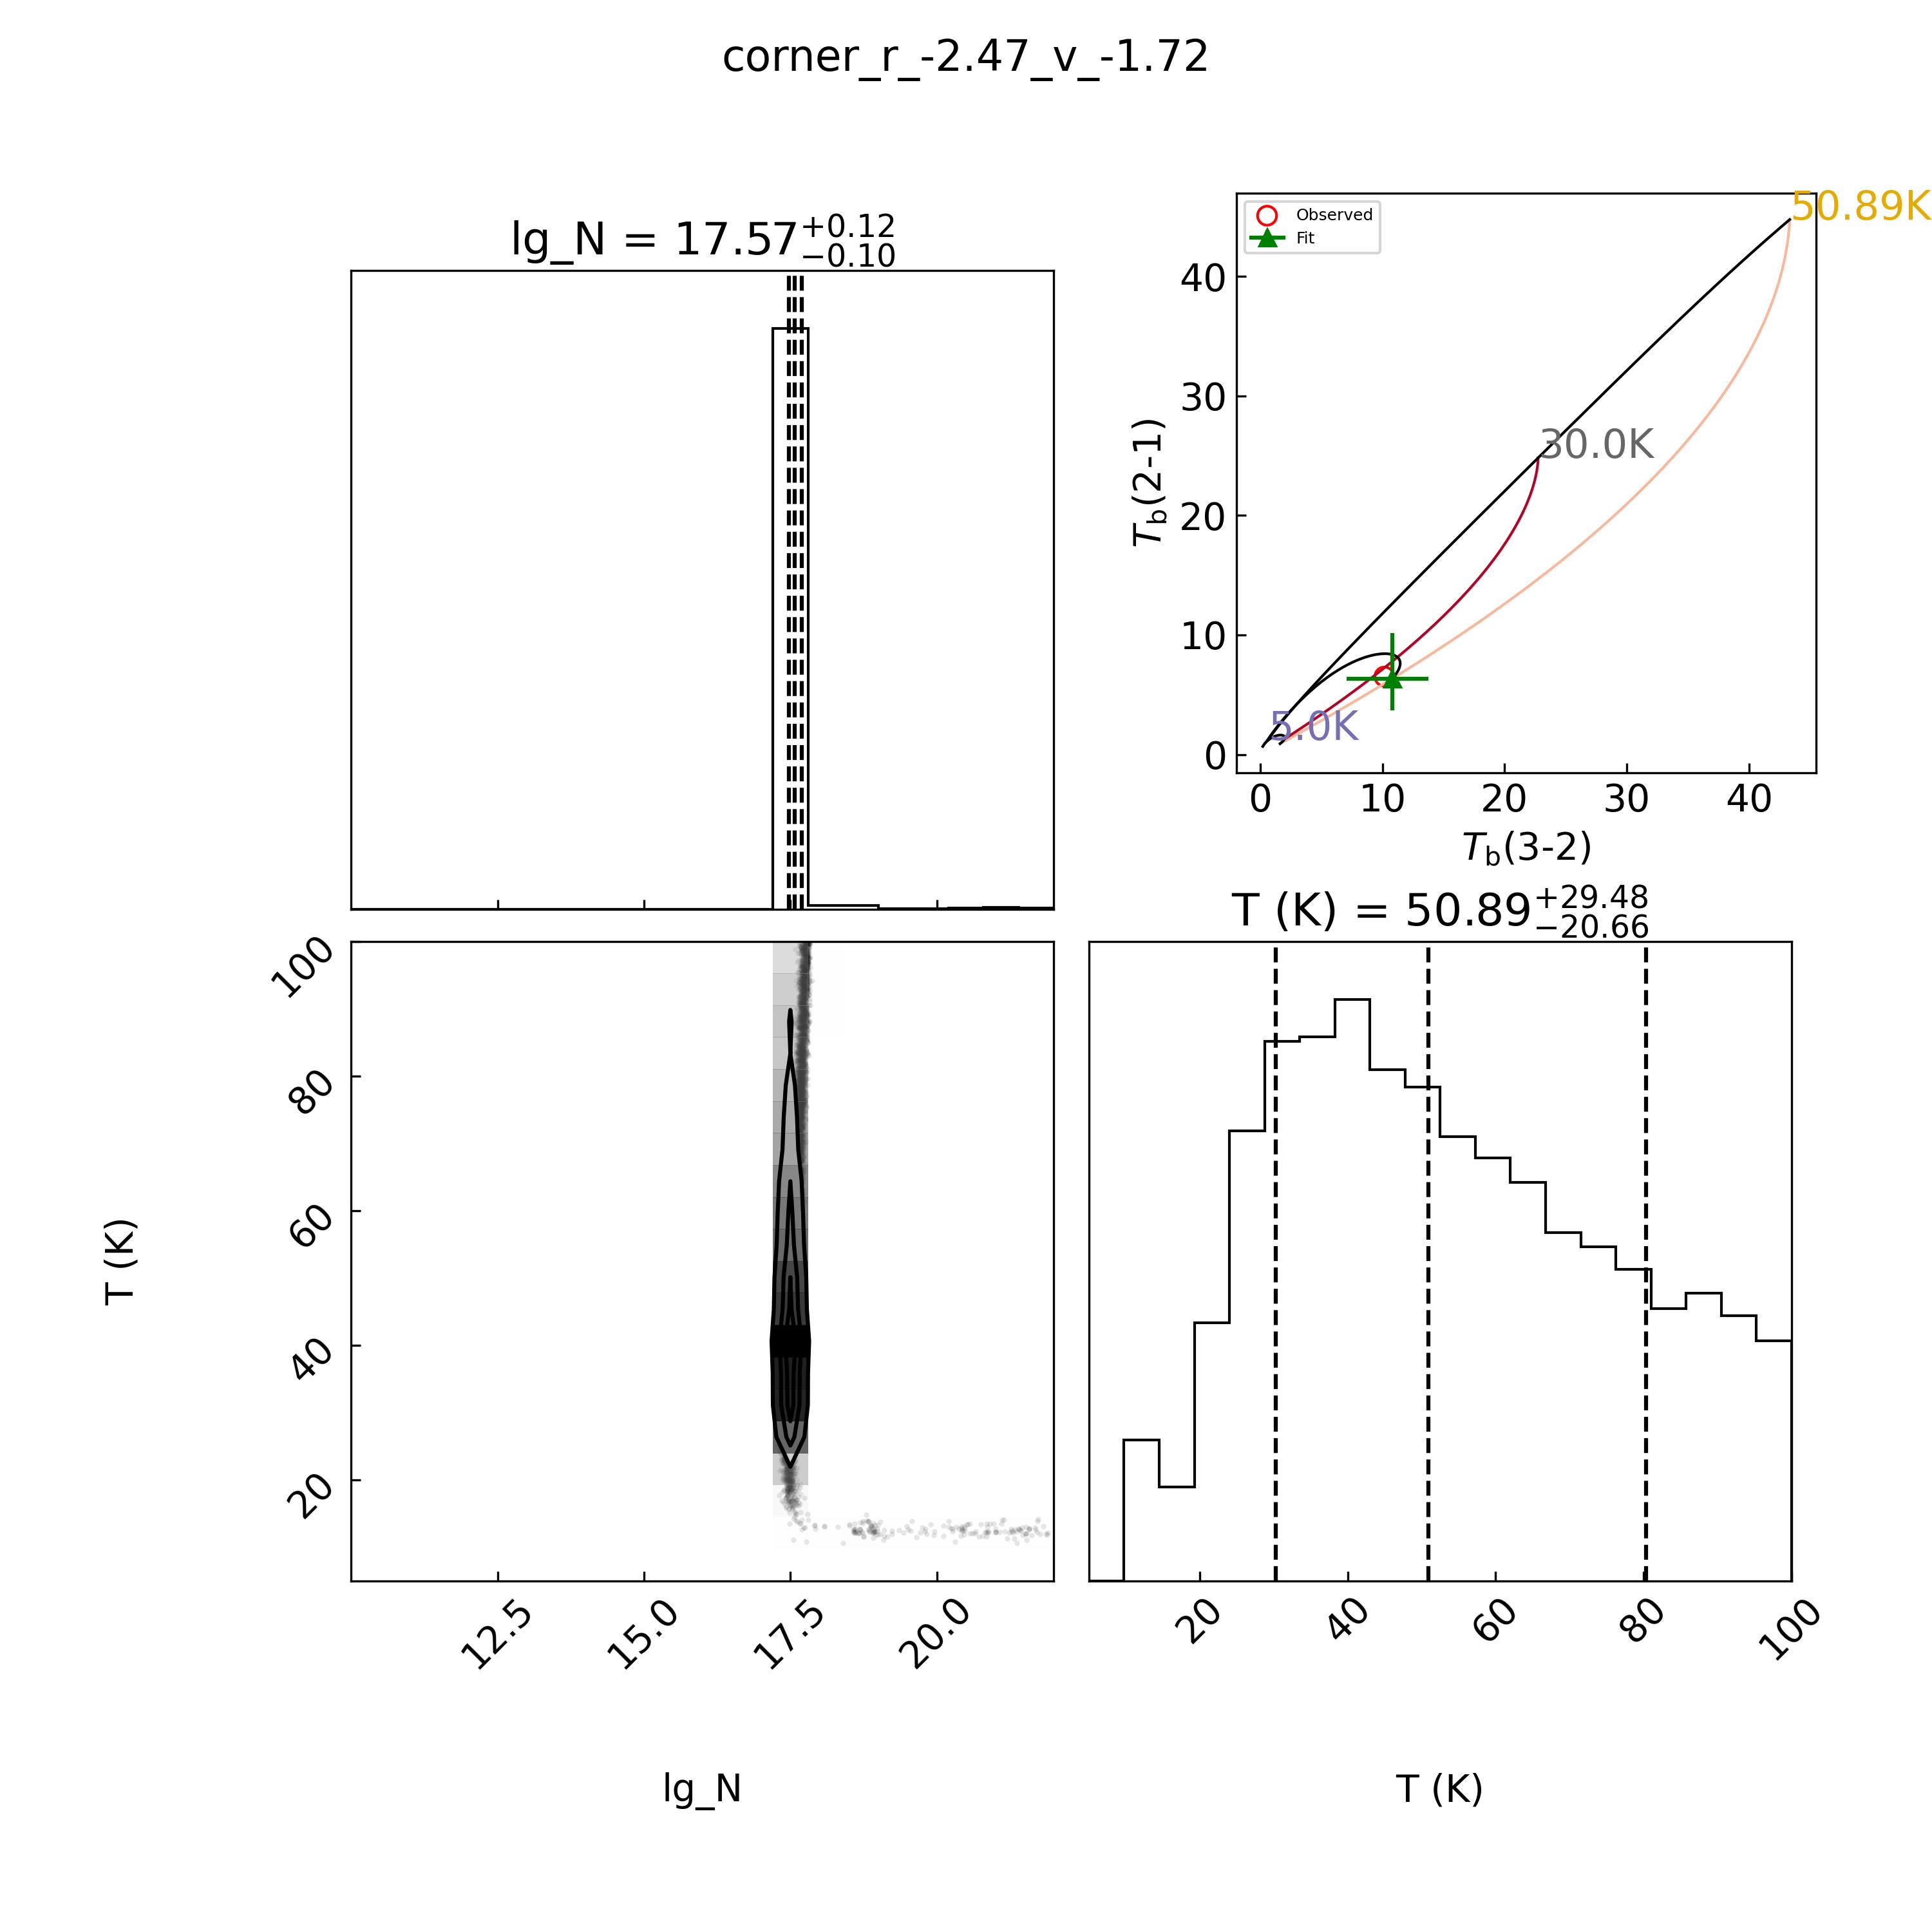 corner_r_-2.47_v_-1.72
lg_N = 17.57+0.12 −0.10
50.89K
Observed
Fit
40
30
20
10
0
30.0K
5.0K
Tb(2-1)
0 10 20 30 40
Tb(3-2)
T (K) = 50.89+29.48 −20.66
100
80
60
40
20
T (K)
12.5 15.0 17.5 20.0
20 40 60 80 100
lg_N
T (K)